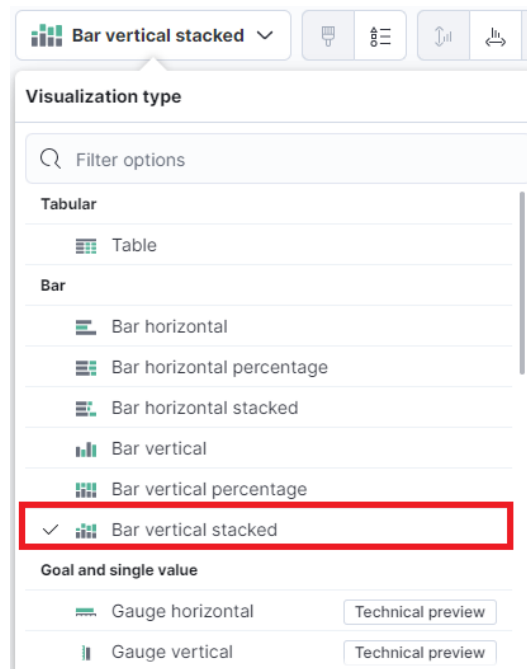 Bar vertical stacked
Visualization type
Filter options
Tabular
Table
Bar
Bar horizontal
Bar horizontal percentage
Bar horizontal stacked
Bar vertical
Bar vertical percentage
Bar vertical stacked
Goal and single value
Gauge horizontal Technical preview
Gauge vertical Technical preview